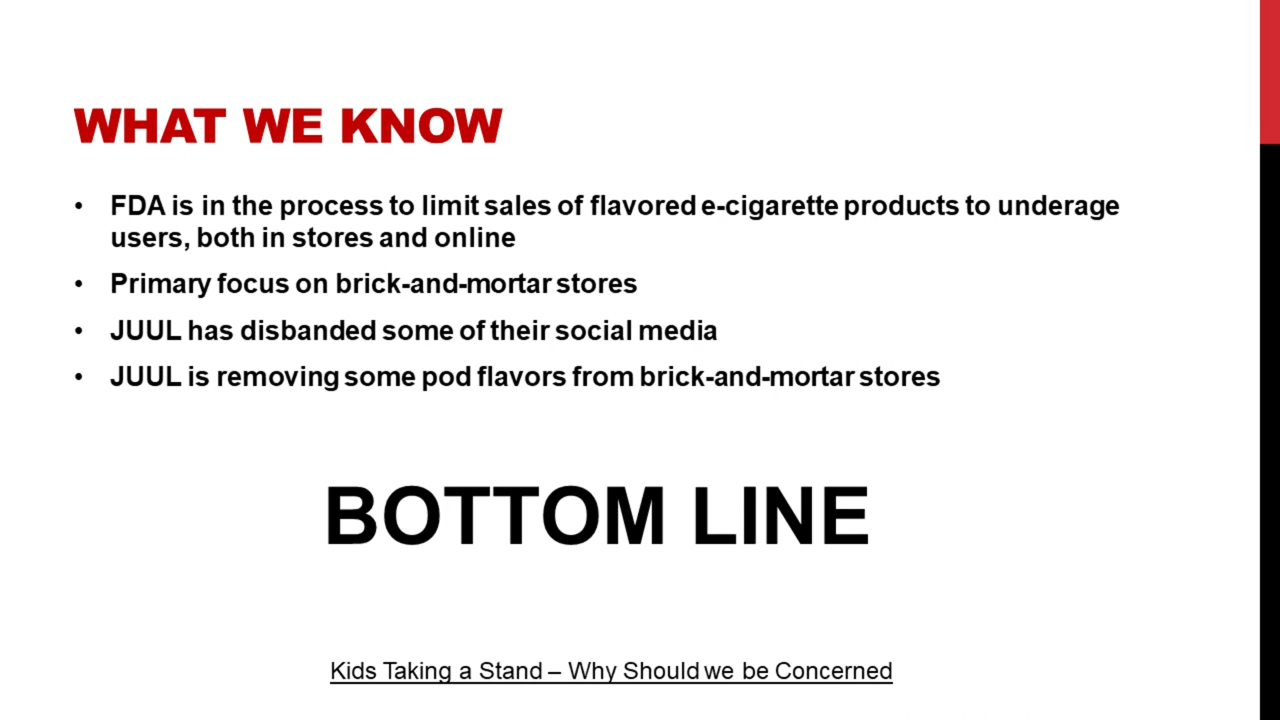 WHAT WE KNOW
• FDA is in the process to limit sales of flavored e-cigarette products to underage
users, both in stores and online
• Primary focus on brick-and-mortar stores
• JUUL has disbanded some of their social media
• JUUL is removing some pod flavors from brick-and-mortar stores
BOTTOM LINE
Kids Taking a Stand – Why Should we be Concerned